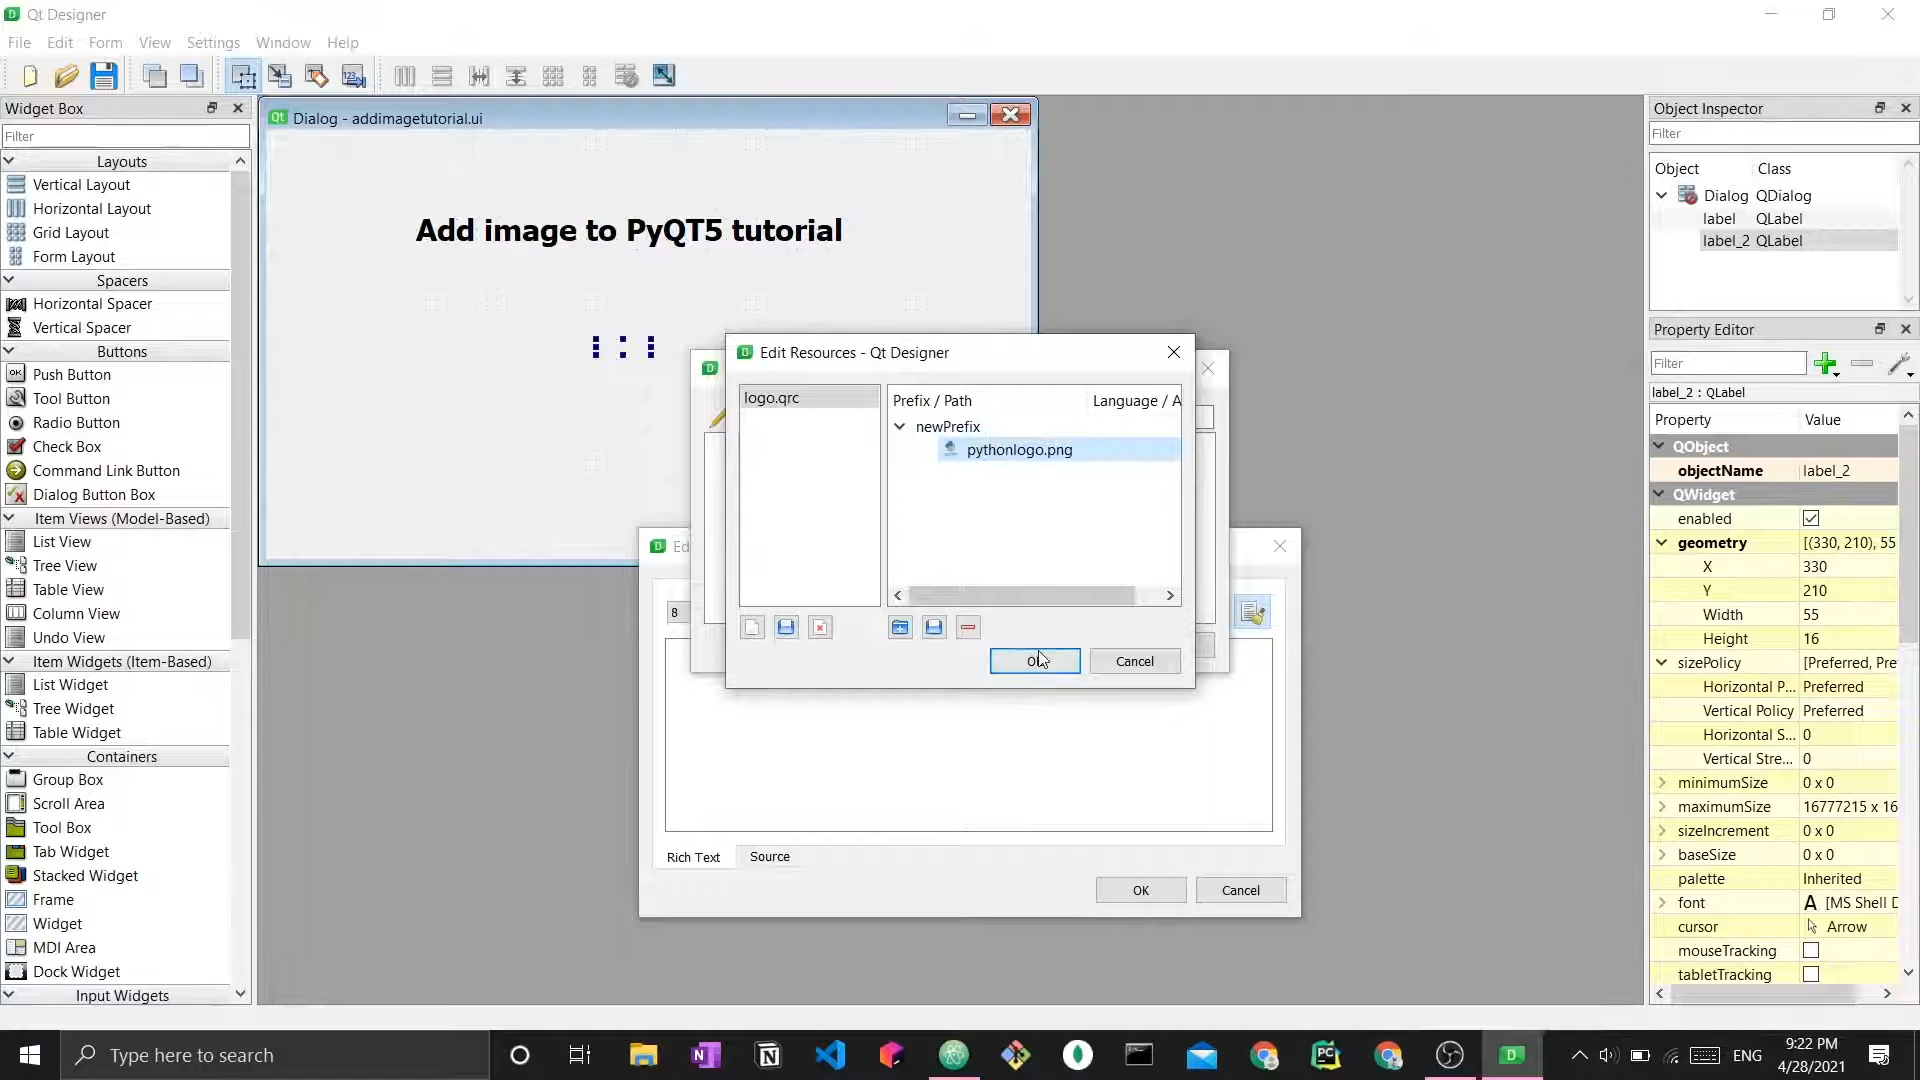 Qt Designer
File Edit Form View Settings Window Help
Widget Box
Filter
Layouts
Vertical Layout
Horizontal Layout
Grid Layout
Form Layout
Spacers
Horizontal Spacer
Vertical Spacer
Buttons
Push Button
Tool Button
Radio Button
Check Box
Command Link Button
Dialog Button Box
Item Views (Model-Based)
List View
Tree View
Table View
Column View
Undo View
Item Widgets (Item-Based)
List Widget
Tree Widget
Table Widget
Containers
Group Box
Scroll Area
Tool Box
Tab Widget
Stacked Widget
Frame
Widget
MDI Area
Dock Widget
Input Widgets
Dialog - addimagetutorial.ui
Add image to PyQT5 tutorial
Edit Resources - Qt Designer
logo.qrc
Prefix / Path Language / A
newPrefix
pythonlogo.png
OK Cancel
Ed
8
Rich Text Source
OK Cancel
Object Inspector
Filter
Object Class
Dialog QDialog
label QLabel
label_2 QLabel
Property Editor
Filter
label_2 : QLabel
Property Value
QObject
objectName label_2
QWidget
enabled
geometry [(330, 210), 55
X 330
Y 210
Width 55
Height 16
sizePolicy [Preferred, Pre
Horizontal P... Preferred
Vertical Policy Preferred
Horizontal S... 0
Vertical Stre... 0
minimumSize 0 x 0
maximumSize 16777215 x 16
sizeIncrement 0 x 0
baseSize 0 x 0
palette Inherited
font A [MS Shell D
cursor Arrow
mouseTracking
tabletTracking
Type here to search
ENG
9:22 PM
4/28/2021